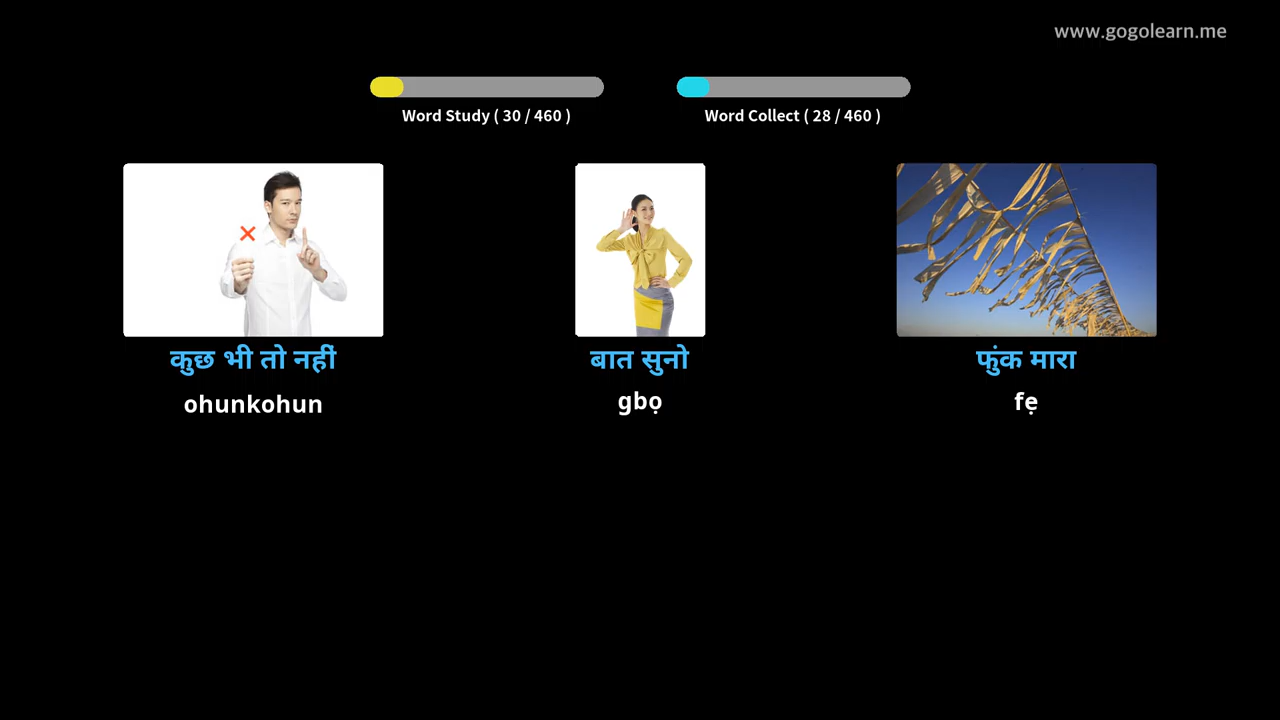 www.gogolearn.me
Word Study ( 30 / 460 )
Word Collect ( 28 / 460 )
कुछ भी तो नहीं
बात सुनो
फुंक मारा
ohunkohun
gbọ
fẹ